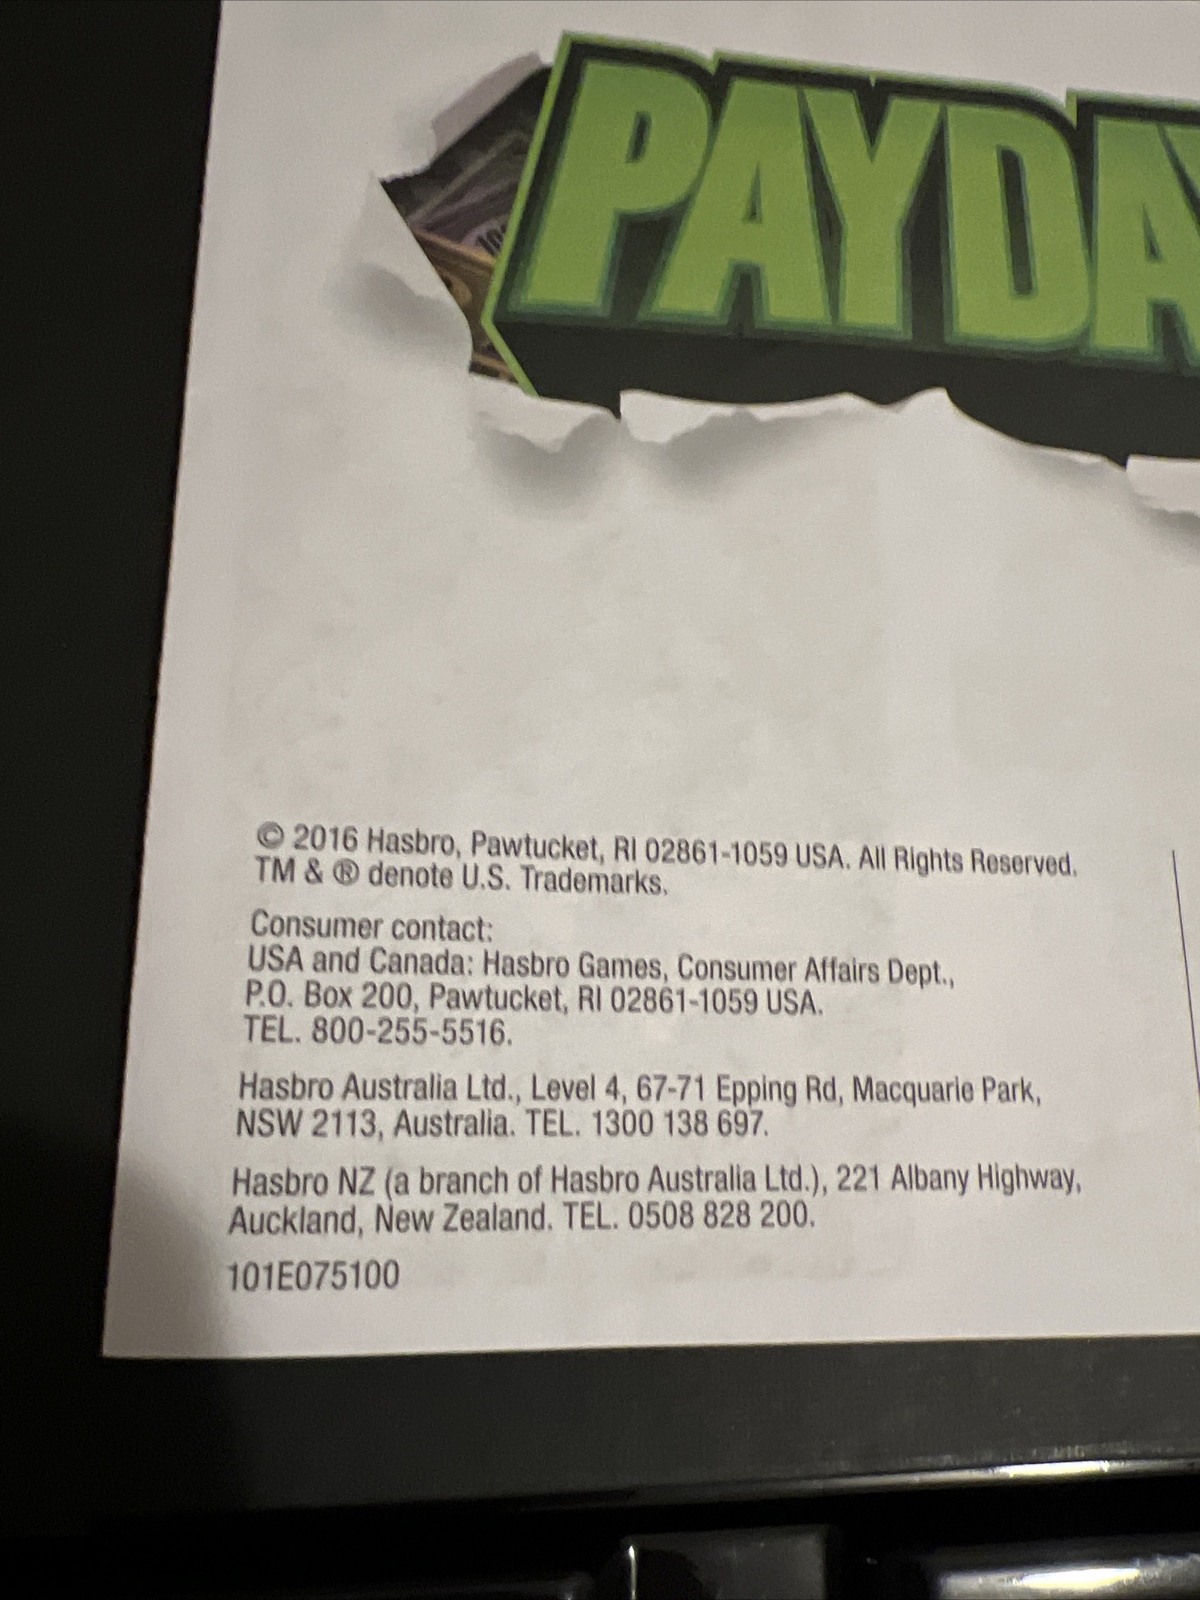 PAYDAY
© 2016 Hasbro, Pawtucket, RI 02861-1059 USA. All Rights Reserved.
TM & ® denote U.S. Trademarks.
Consumer contact:
USA and Canada: Hasbro Games, Consumer Affairs Dept.,
P.O. Box 200, Pawtucket, RI 02861-1059 USA.
TEL. 800-255-5516.
Hasbro Australia Ltd., Level 4, 67-71 Epping Rd, Macquarie Park,
NSW 2113, Australia. TEL. 1300 138 697.
Hasbro NZ (a branch of Hasbro Australia Ltd.), 221 Albany Highway,
Auckland, New Zealand. TEL. 0508 828 200.
101E075100